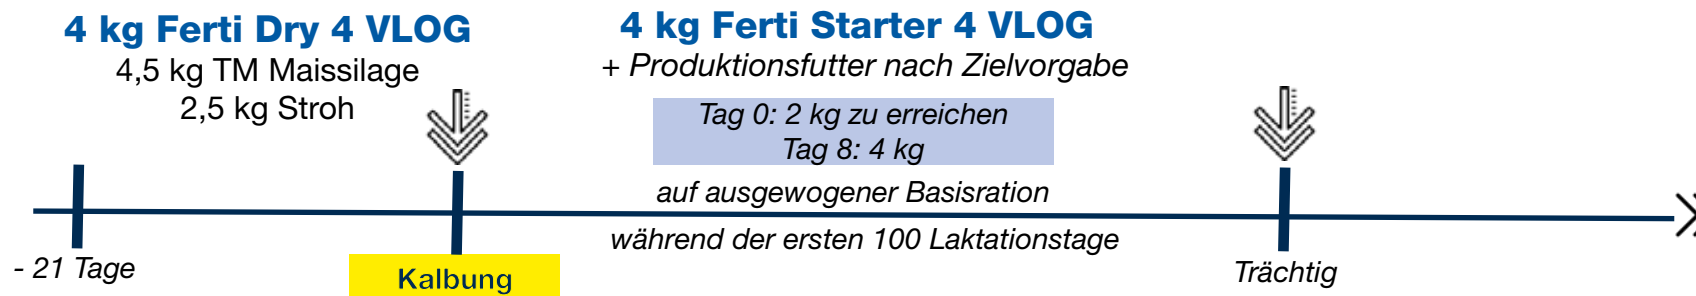 4 kg Ferti Dry 4 VLOG
4,5 kg TM Maissilage
2,5 kg Stroh
4 kg Ferti Starter 4 VLOG
+ Produktionsfutter nach Zielvorgabe
Tag 0: 2 kg zu erreichen
Tag 8: 4 kg
auf ausgewogener Basisration
während der ersten 100 Laktationstage
- 21 Tage
Kalbung
Trächtig